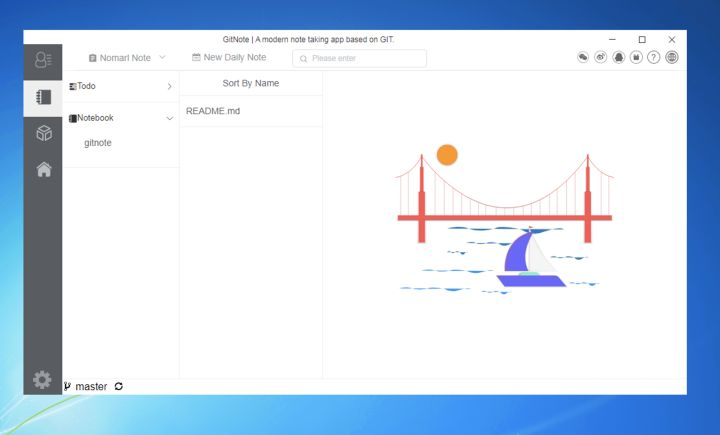 GitNote | A modern note taking app based on GIT.
Nomarl Note
New Daily Note
Please enter
?
Todo
Sort By Name
README.md
Notebook
gitnote
master